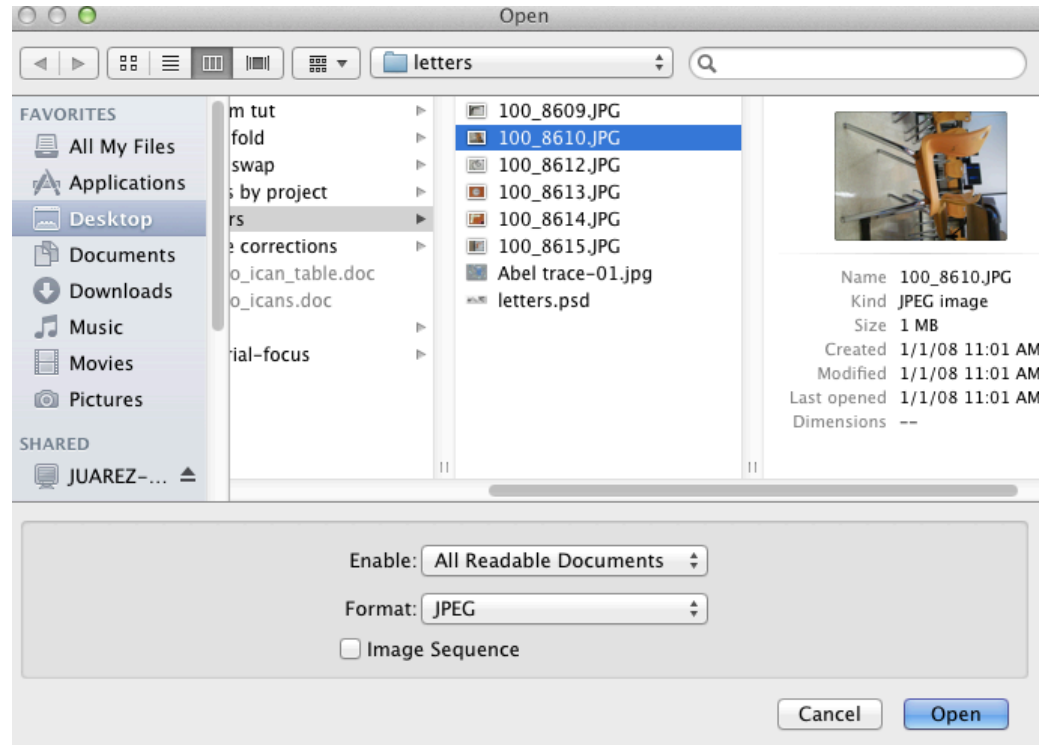 Open
letters
FAVORITES
All My Files
Applications
Desktop
Documents
Downloads
Music
Movies
Pictures
SHARED
JUAREZ-...
m tut
fold
swap
s by project
rs
e corrections
o_ican_table.doc
o_icans.doc
rial-focus
100_8609.JPG
100_8610.JPG
100_8612.JPG
100_8613.JPG
100_8614.JPG
100_8615.JPG
Abel trace-01.jpg
letters.psd
Name 100_8610.JPG
Kind JPEG image
Size 1 MB
Created 1/1/08 11:01 AM
Modified 1/1/08 11:01 AM
Last opened 1/1/08 11:01 AM
Dimensions --
Enable: All Readable Documents
Format: JPEG
Image Sequence
Cancel Open